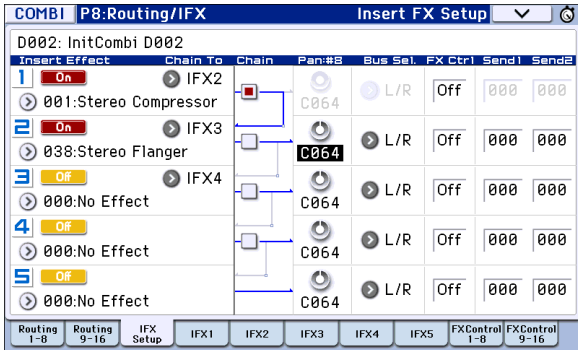 COMBI P8:Routing/IFX Insert FX Setup
D002: InitCombi D002
Insert Effect Chain To Chain Pan:#8 Bus Sel. FX Ctrl Send1 Send2
1 On IFX2 L/R Off 000 000
001:Stereo Compressor C064
2 On IFX3 L/R Off 000 000
038:Stereo Flanger C064
3 Off IFX4 L/R Off 000 000
000:No Effect C064
4 Off L/R Off 000 000
000:No Effect C064
5 Off L/R Off 000 000
000:No Effect C064
Routing 1-8 Routing 9-16 IFX Setup IFX1 IFX2 IFX3 IFX4 IFX5 FXControl 1-8 FXControl 9-16